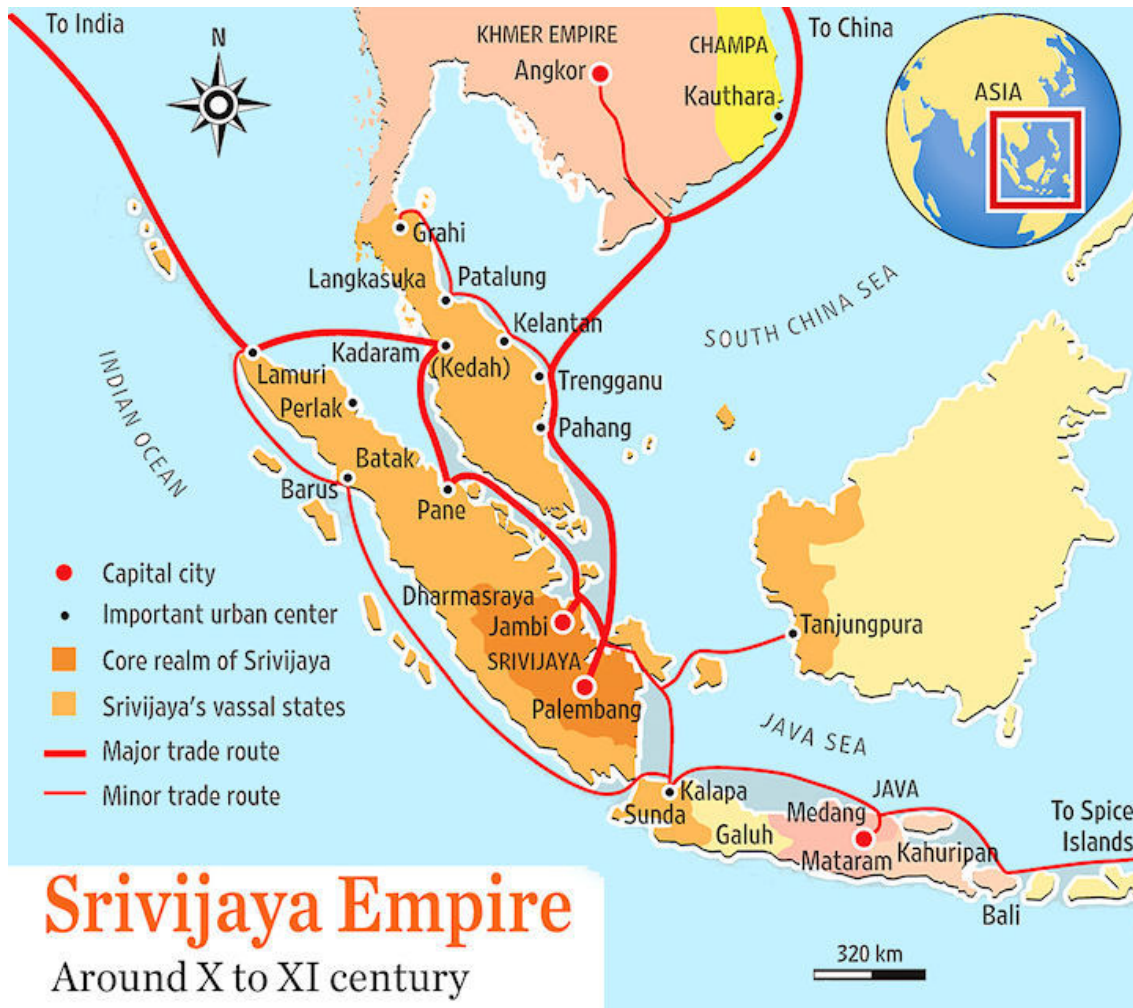 To India
N
KHMER EMPIRE
Angkor
CHAMPA
Kauthara
To China
ASIA
Grahi
Langkasuka
Patalung
Kelantan
Kadaram
(Kedah)
Trengganu
Pahang
SOUTH CHINA SEA
INDIAN OCEAN
Lamuri
Perlak
Batak
Barus
Pane
Dharmasraya
Jambi
SRIVIJAYA
Palembang
Tanjungpura
JAVA SEA
Kalapa
Sunda
Galuh
JAVA
Medang
Mataram
Kahuripan
Bali
To Spice
Islands
Capital city
Important urban center
Core realm of Srivijaya
Srivijaya's vassal states
Major trade route
Minor trade route
Srivijaya Empire
Around X to XI century
320 km